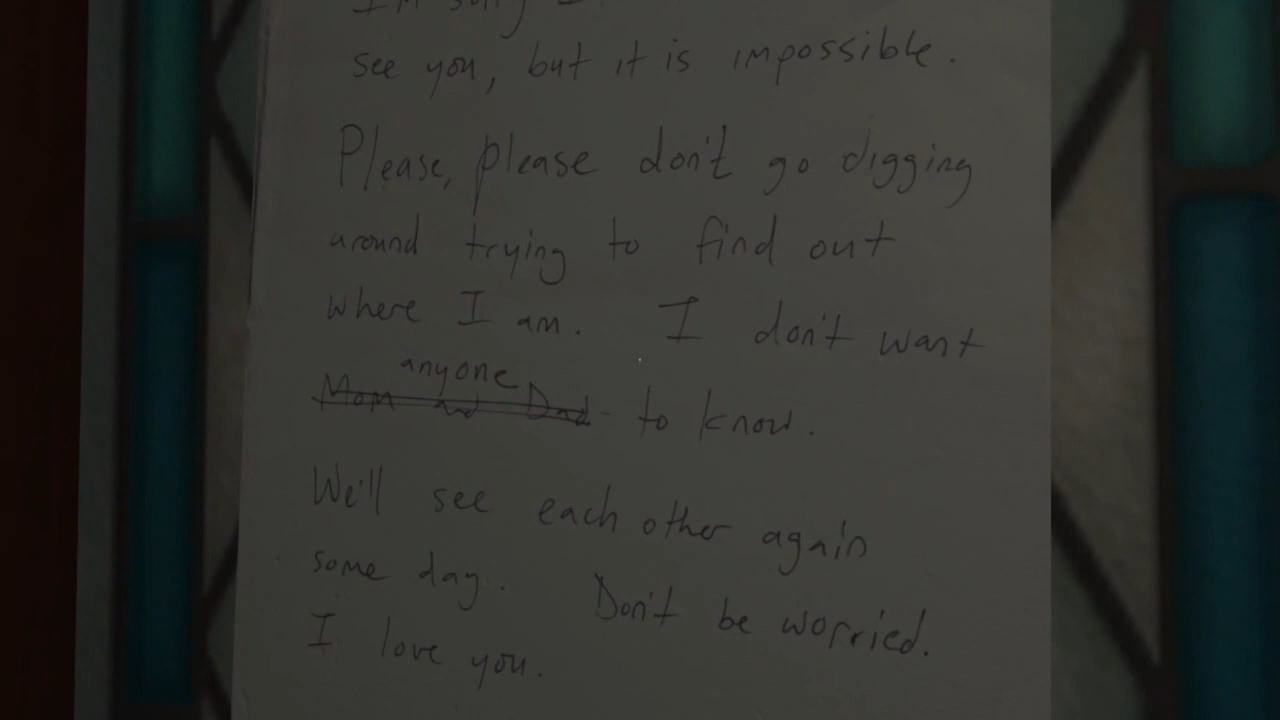 I'm sorry I
see you, but it is impossible.
Please, please don't go digging
around trying to find out
where I am. I don't want
anyone
Mom and Dad to know.
We'll see each other again
some day. Don't be worried.
I love you.